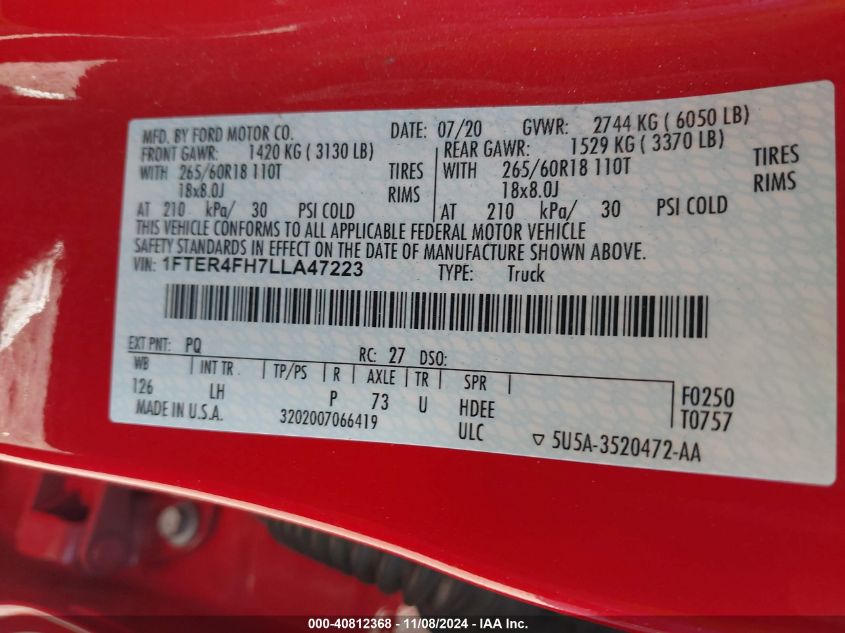 MFD. BY FORD MOTOR CO. DATE: 07/20 GVWR: 2744 KG ( 6050 LB)
FRONT GAWR: 1420 KG ( 3130 LB) REAR GAWR: 1529 KG ( 3370 LB)
WITH 265/60R18 110T TIRES WITH 265/60R18 110T TIRES
18x8.0J RIMS 18x8.0J RIMS
AT 210 kPa/ 30 PSI COLD AT 210 kPa/ 30 PSI COLD
THIS VEHICLE CONFORMS TO ALL APPLICABLE FEDERAL MOTOR VEHICLE
SAFETY STANDARDS IN EFFECT ON THE DATE OF MANUFACTURE SHOWN ABOVE.
VIN: 1FTER4FH7LLA47223 TYPE: Truck
EXT PNT: PQ RC: 27 DSO:
WB INT TR TP/PS R AXLE TR SPR
126 LH P 73 U HDEE F0250
MADE IN U.S.A. 3202007066419 ULC T0757
▽ 5U5A-3520472-AA
000-40812368 - 11/08/2024 - IAA Inc.